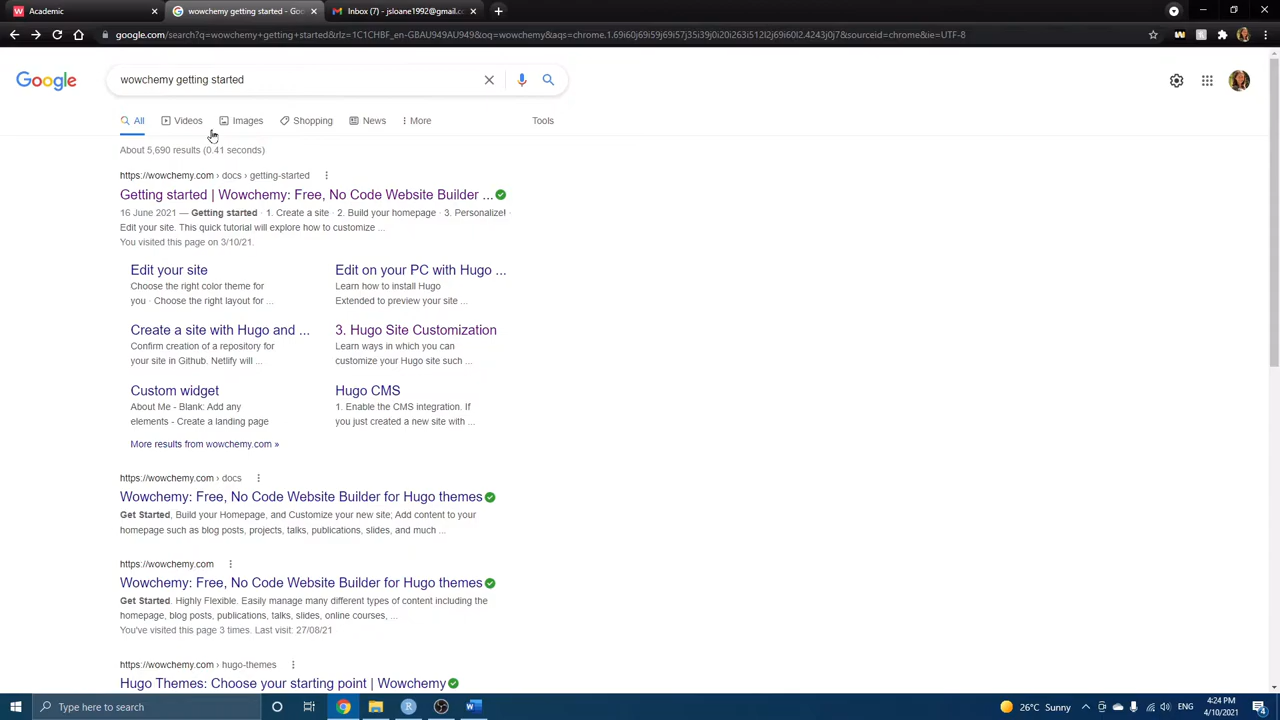 Academic
wowchemy getting started - Goo
Inbox (7) - jsloane1992@gmail.c
google.com/search?q=wowchemy+getting+started&rlz=1C1CHBF_en-GBAU949AU949&oq=wowchemy&aqs=chrome.1.69i60j69i59j69i57j35i39j0i20i263i512l2j69i60l2.4243j0j7&sourceid=chrome&ie=UTF-8
Google
wowchemy getting started
All
Videos
Images
Shopping
News
More
Tools
About 5,690 results (0.41 seconds)
https://wowchemy.com › docs › getting-started
Getting started | Wowchemy: Free, No Code Website Builder ...
16 June 2021 — Getting started · 1. Create a site · 2. Build your homepage · 3. Personalize! ·
Edit your site. This quick tutorial will explore how to customize ...
You visited this page on 3/10/21.
Edit your site
Choose the right color theme for
you · Choose the right layout for ...
Edit on your PC with Hugo ...
Learn how to install Hugo
Extended to preview your site ...
Create a site with Hugo and ...
Confirm creation of a repository for
your site in Github. Netlify will ...
3. Hugo Site Customization
Learn ways in which you can
customize your Hugo site such ...
Custom widget
About Me - Blank: Add any
elements - Create a landing page
Hugo CMS
1. Enable the CMS integration. If
you just created a new site with ...
More results from wowchemy.com »
https://wowchemy.com › docs
Wowchemy: Free, No Code Website Builder for Hugo themes
Get Started, Build your Homepage, and Customize your new site; Add content to your
homepage such as blog posts, projects, talks, publications, slides, and much ...
https://wowchemy.com
Wowchemy: Free, No Code Website Builder for Hugo themes
Get Started. Highly Flexible. Easily manage many different types of content including the
homepage, blog posts, publications, talks, slides, online courses, ...
You've visited this page 3 times. Last visit: 27/08/21
https://wowchemy.com › hugo-themes
Hugo Themes: Choose your starting point | Wowchemy
Type here to search
26°C Sunny
ENG
4:24 PM
4/10/2021